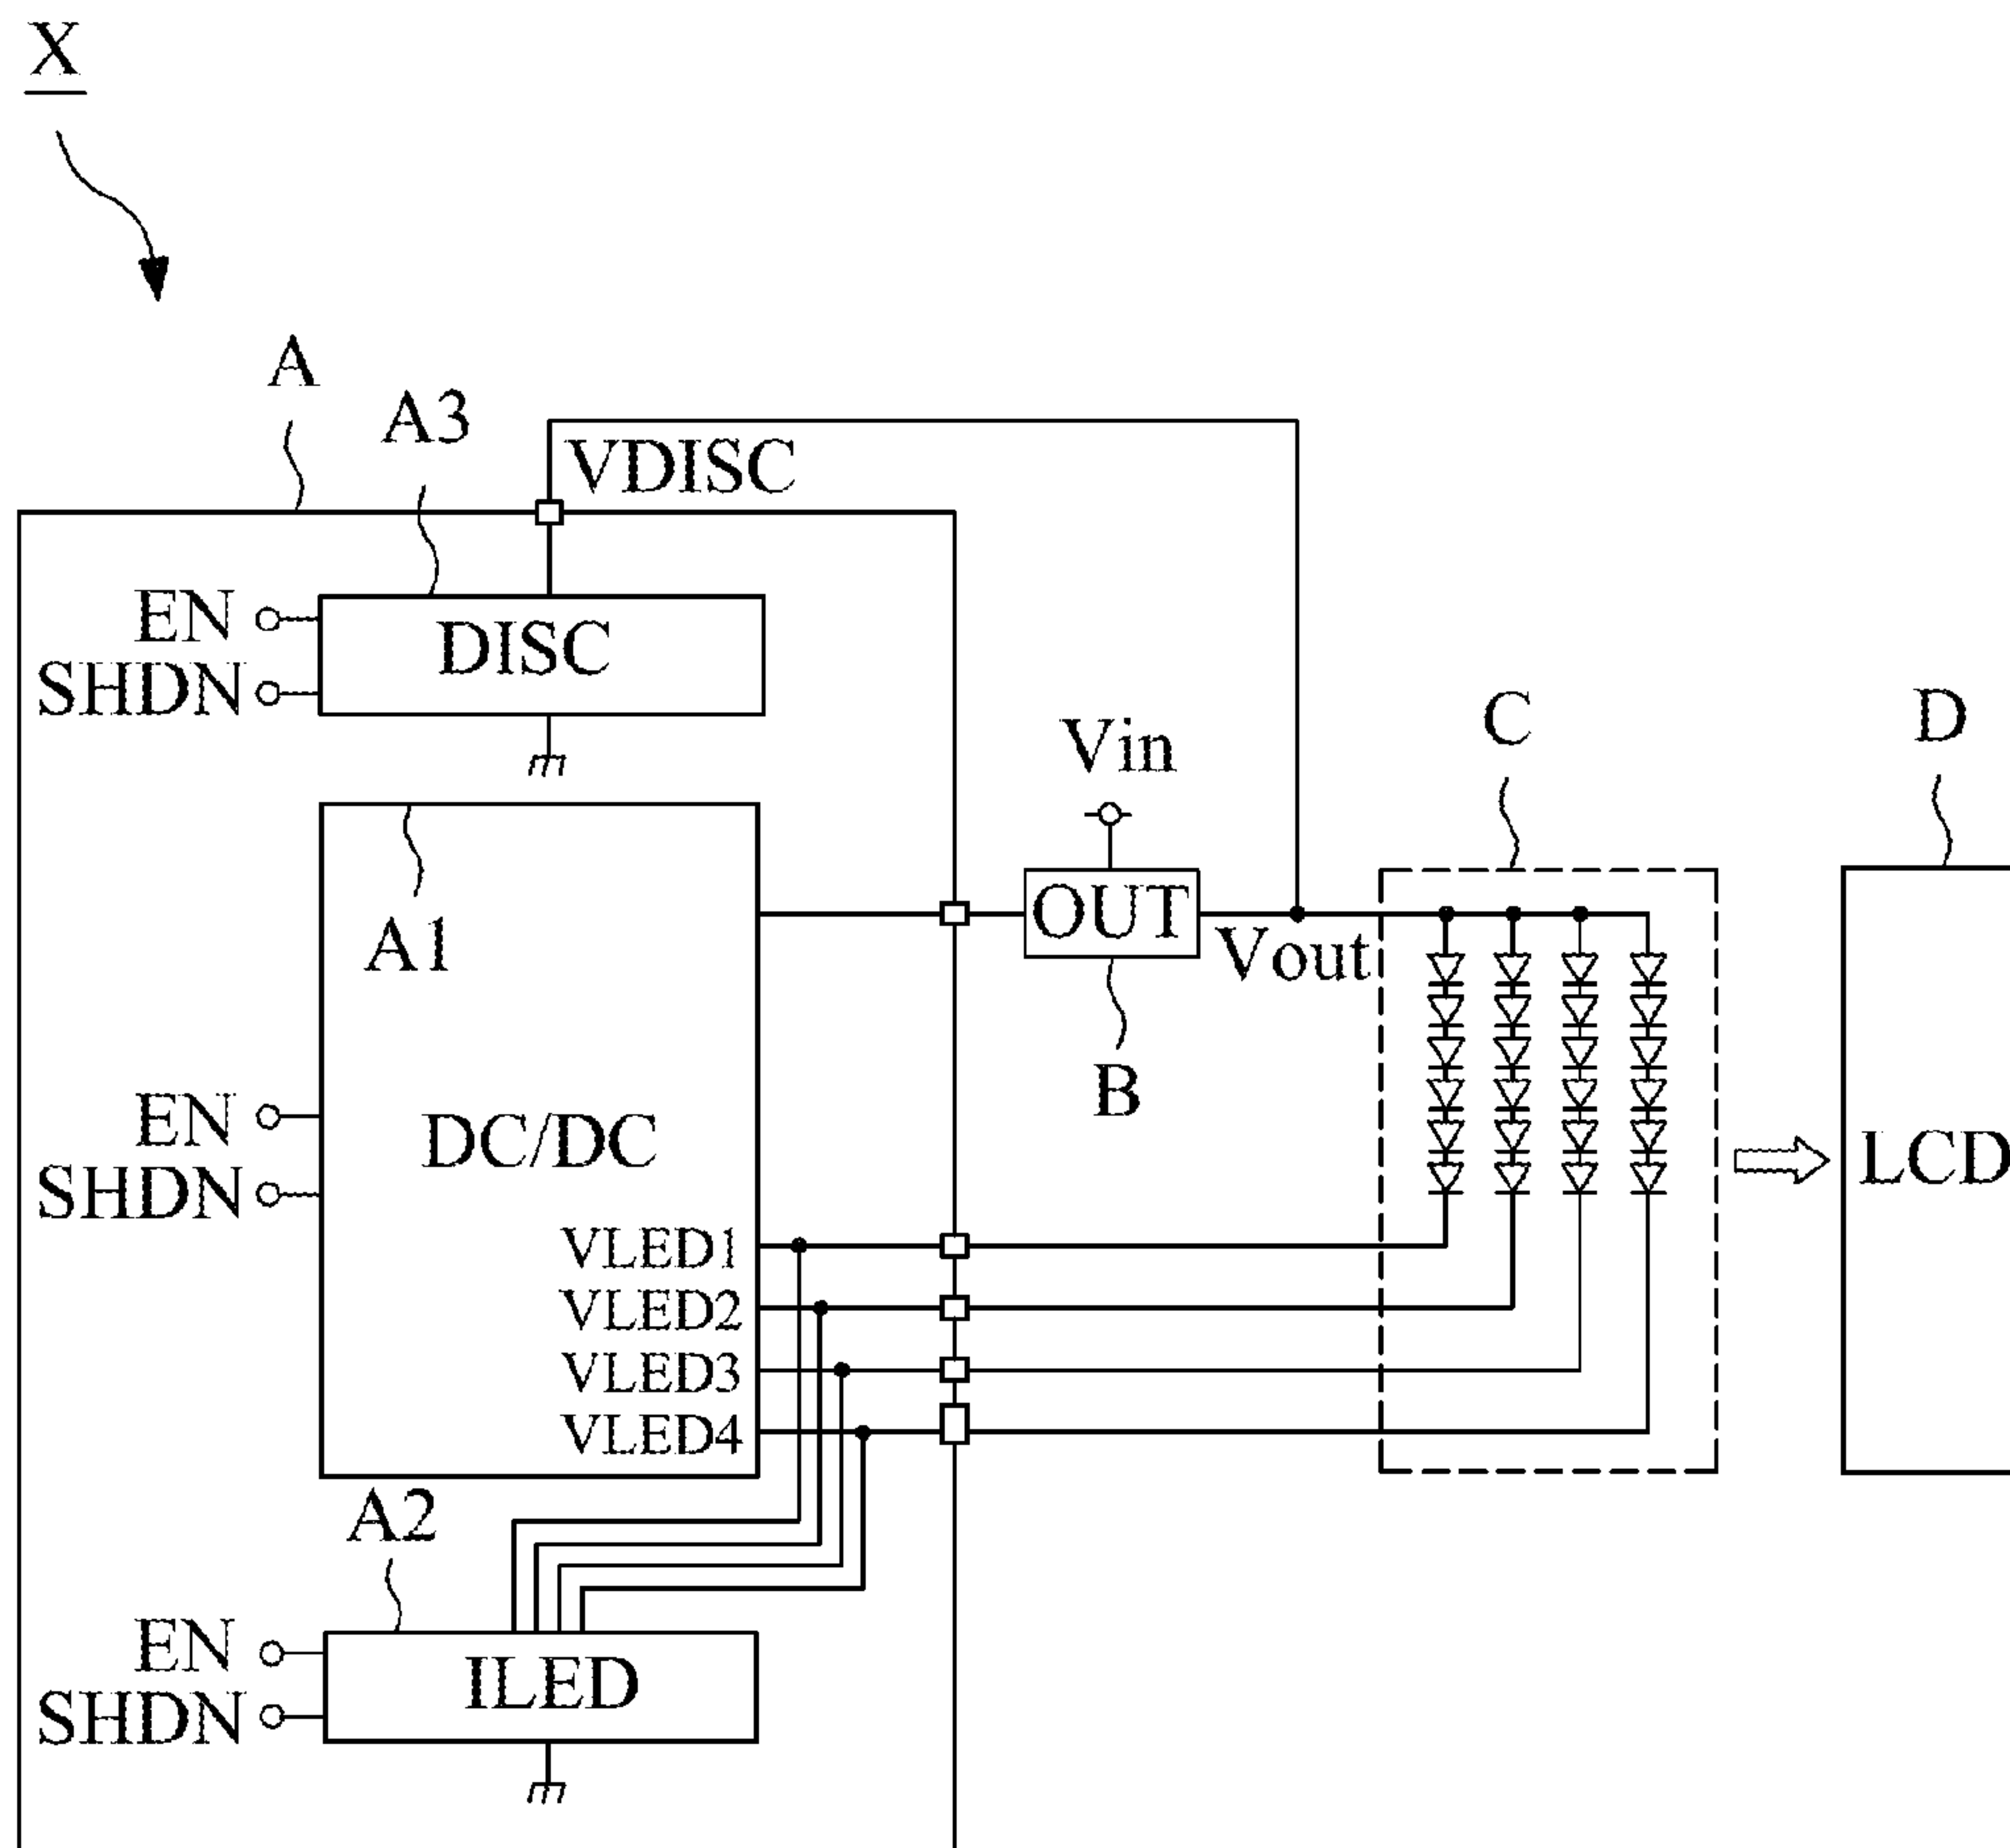 X
A
A3
VDISC
EN
SHDN
DISC
Vin
C
D
A1
OUT
Vout
B
EN
SHDN
DC/DC
LCD
VLED1
VLED2
VLED3
VLED4
A2
EN
SHDN
ILED